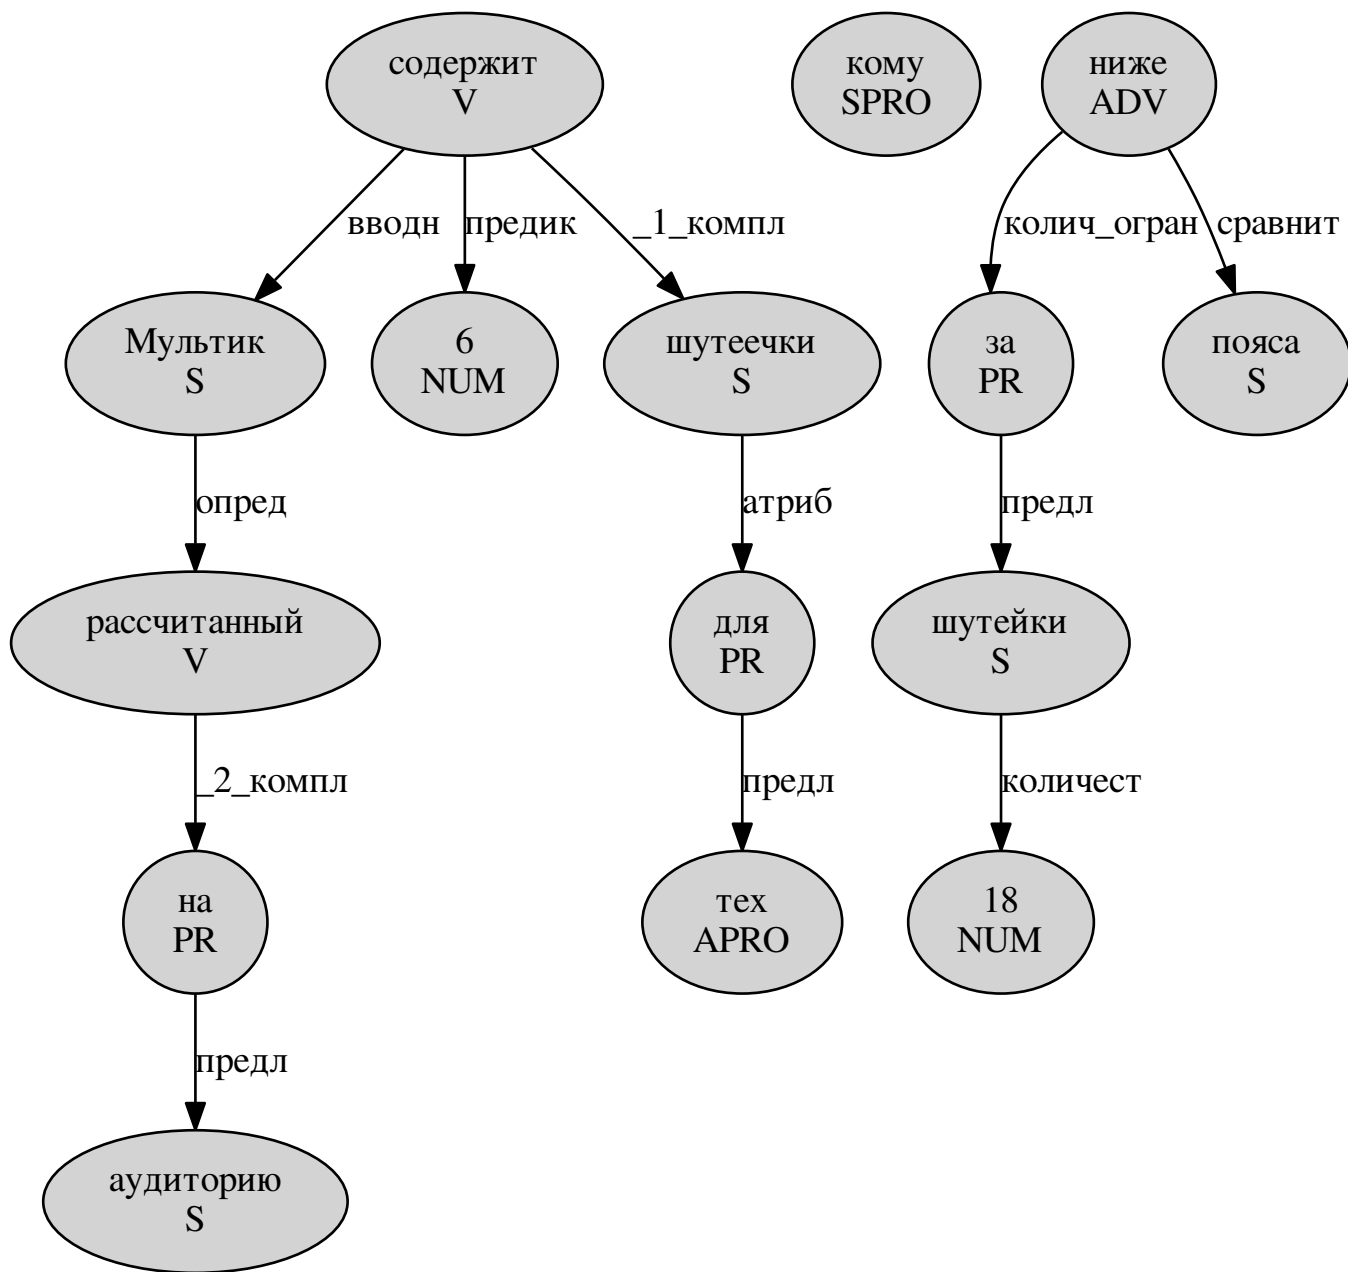 содержит
V
кому
SPRO
ниже
ADV
вводн
предик
_1_компл
колич_огран
сравнит
Мультик
S
6
NUM
шутеечки
S
за
PR
пояса
S
опред
атриб
предл
рассчитанный
V
для
PR
шутейки
S
_2_компл
предл
количест
на
PR
тех
APRO
18
NUM
предл
аудиторию
S